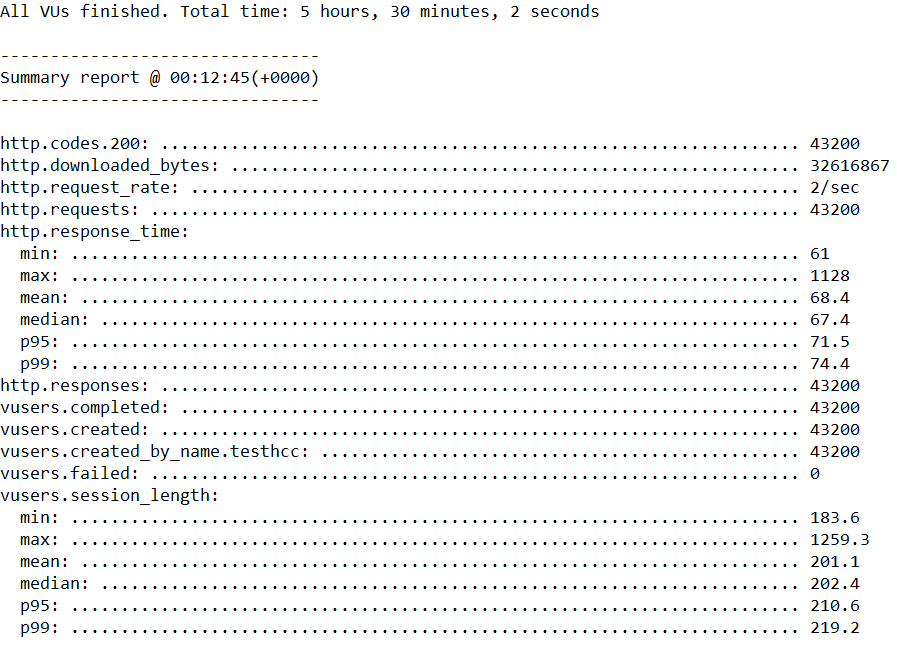 All VUs finished. Total time: 5 hours, 30 minutes, 2 seconds
--------------------------------
Summary report @ 00:12:45(+0000)
--------------------------------
http.codes.200: ................................................................ 43200
http.downloaded_bytes: ......................................................... 32616867
http.request_rate: ............................................................. 2/sec
http.requests: ................................................................. 43200
http.response_time:
  min: ......................................................................... 61
  max: ......................................................................... 1128
  mean: ........................................................................ 68.4
  median: ...................................................................... 67.4
  p95: ......................................................................... 71.5
  p99: ......................................................................... 74.4
http.responses: ................................................................ 43200
vusers.completed: .............................................................. 43200
vusers.created: ................................................................ 43200
vusers.created_by_name.testhcc: ................................................ 43200
vusers.failed: ................................................................. 0
vusers.session_length:
  min: ......................................................................... 183.6
  max: ......................................................................... 1259.3
  mean: ........................................................................ 201.1
  median: ...................................................................... 202.4
  p95: ......................................................................... 210.6
  p99: ......................................................................... 219.2